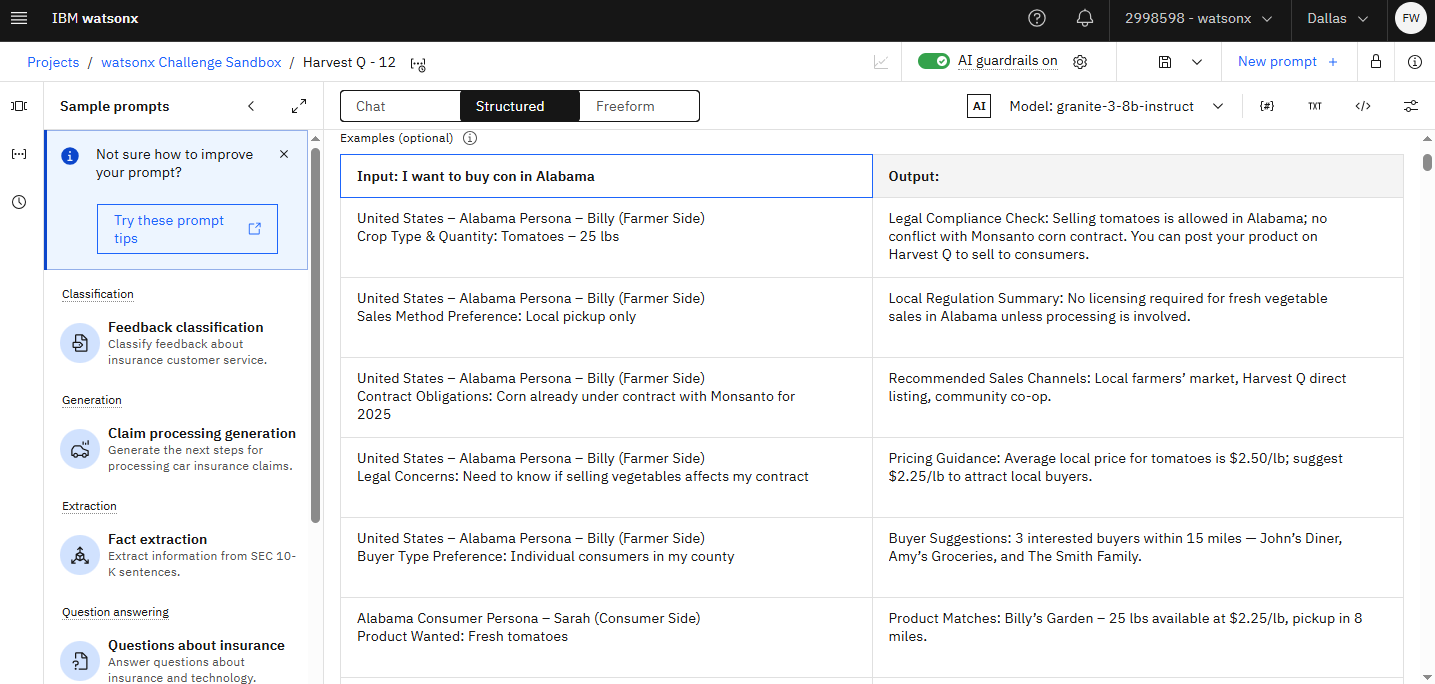 IBM watsonx
2998598 - watsonx
Dallas
FW
Projects / watsonx Challenge Sandbox / Harvest Q - 12
AI guardrails on
New prompt +
Sample prompts
Chat
Structured
Freeform
AI
Model: granite-3-8b-instruct
{#}
TXT
</>
Not sure how to improve
your prompt?
Try these prompt
tips
Classification
Feedback classification
Classify feedback about
insurance customer service.
Generation
Claim processing generation
Generate the next steps for
processing car insurance claims.
Extraction
Fact extraction
Extract information from SEC 10-
K sentences.
Question answering
Questions about insurance
Answer questions about
insurance and technology.
Examples (optional)
Input: I want to buy con in Alabama
Output:
United States – Alabama Persona – Billy (Farmer Side)
Crop Type & Quantity: Tomatoes – 25 lbs
Legal Compliance Check: Selling tomatoes is allowed in Alabama; no
conflict with Monsanto corn contract. You can post your product on
Harvest Q to sell to consumers.
United States – Alabama Persona – Billy (Farmer Side)
Sales Method Preference: Local pickup only
Local Regulation Summary: No licensing required for fresh vegetable
sales in Alabama unless processing is involved.
United States – Alabama Persona – Billy (Farmer Side)
Contract Obligations: Corn already under contract with Monsanto for
2025
Recommended Sales Channels: Local farmers’ market, Harvest Q direct
listing, community co-op.
United States – Alabama Persona – Billy (Farmer Side)
Legal Concerns: Need to know if selling vegetables affects my contract
Pricing Guidance: Average local price for tomatoes is $2.50/lb; suggest
$2.25/lb to attract local buyers.
United States – Alabama Persona – Billy (Farmer Side)
Buyer Type Preference: Individual consumers in my county
Buyer Suggestions: 3 interested buyers within 15 miles — John’s Diner,
Amy’s Groceries, and The Smith Family.
Alabama Consumer Persona – Sarah (Consumer Side)
Product Wanted: Fresh tomatoes
Product Matches: Billy’s Garden – 25 lbs available at $2.25/lb, pickup in 8
miles.